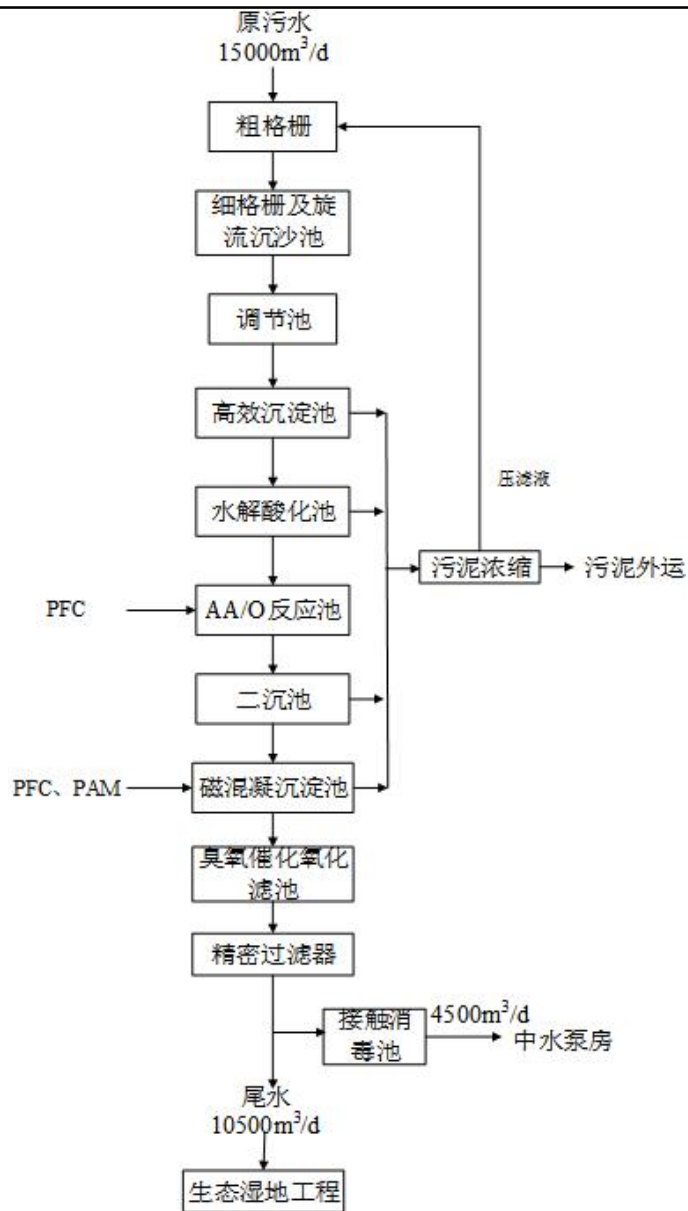 原污水
15000m³/d
粗格栅
细格栅及旋
流沉沙池
调节池
高效沉淀池
水解酸化池
压滤液
污泥浓缩
污泥外运
PFC
AA/O反应池
二沉池
PFC、PAM
磁混凝沉淀池
臭氧催化氧化
滤池
精密过滤器
接触消
毒池
4500m³/d
中水泵房
尾水
10500m³/d
生态湿地工程